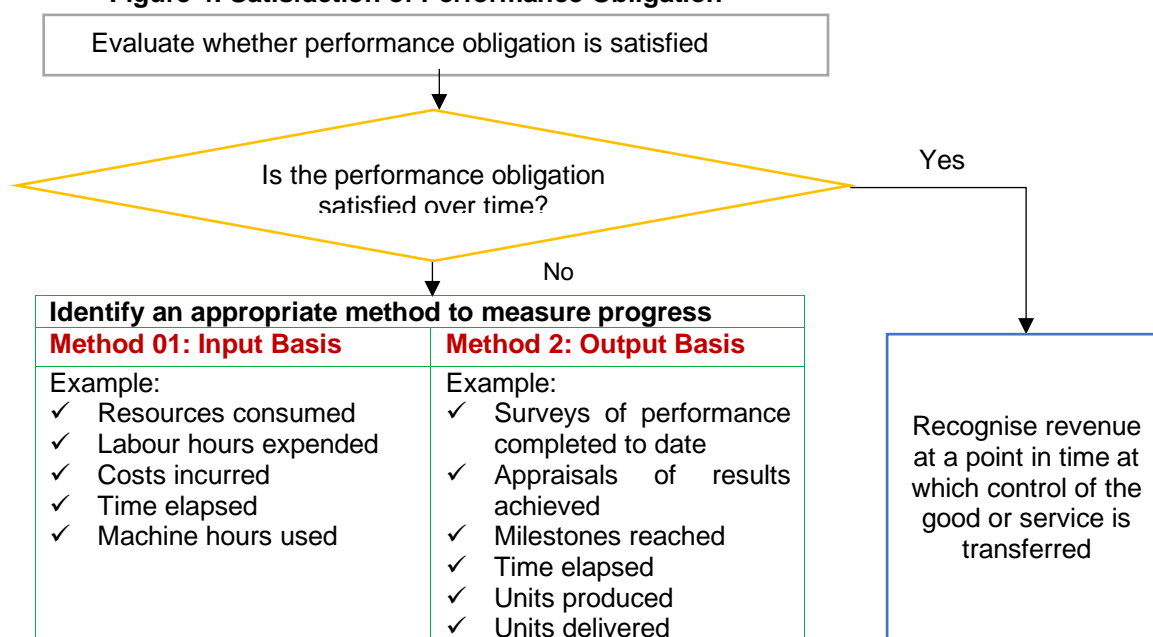 Figure 4: Satisfaction of Performance Obligation
Evaluate whether performance obligation is satisfied
Is the performance obligation
satisfied over time?
Yes
No
Identify an appropriate method to measure progress
Method 01: Input Basis
Example:
✓ Resources consumed
✓ Labour hours expended
✓ Costs incurred
✓ Time elapsed
✓ Machine hours used
Method 2: Output Basis
Example:
✓ Surveys of performance
completed to date
✓ Appraisals of results
achieved
✓ Milestones reached
✓ Time elapsed
✓ Units produced
✓ Units delivered
Recognise revenue
at a point in time at
which control of the
good or service is
transferred